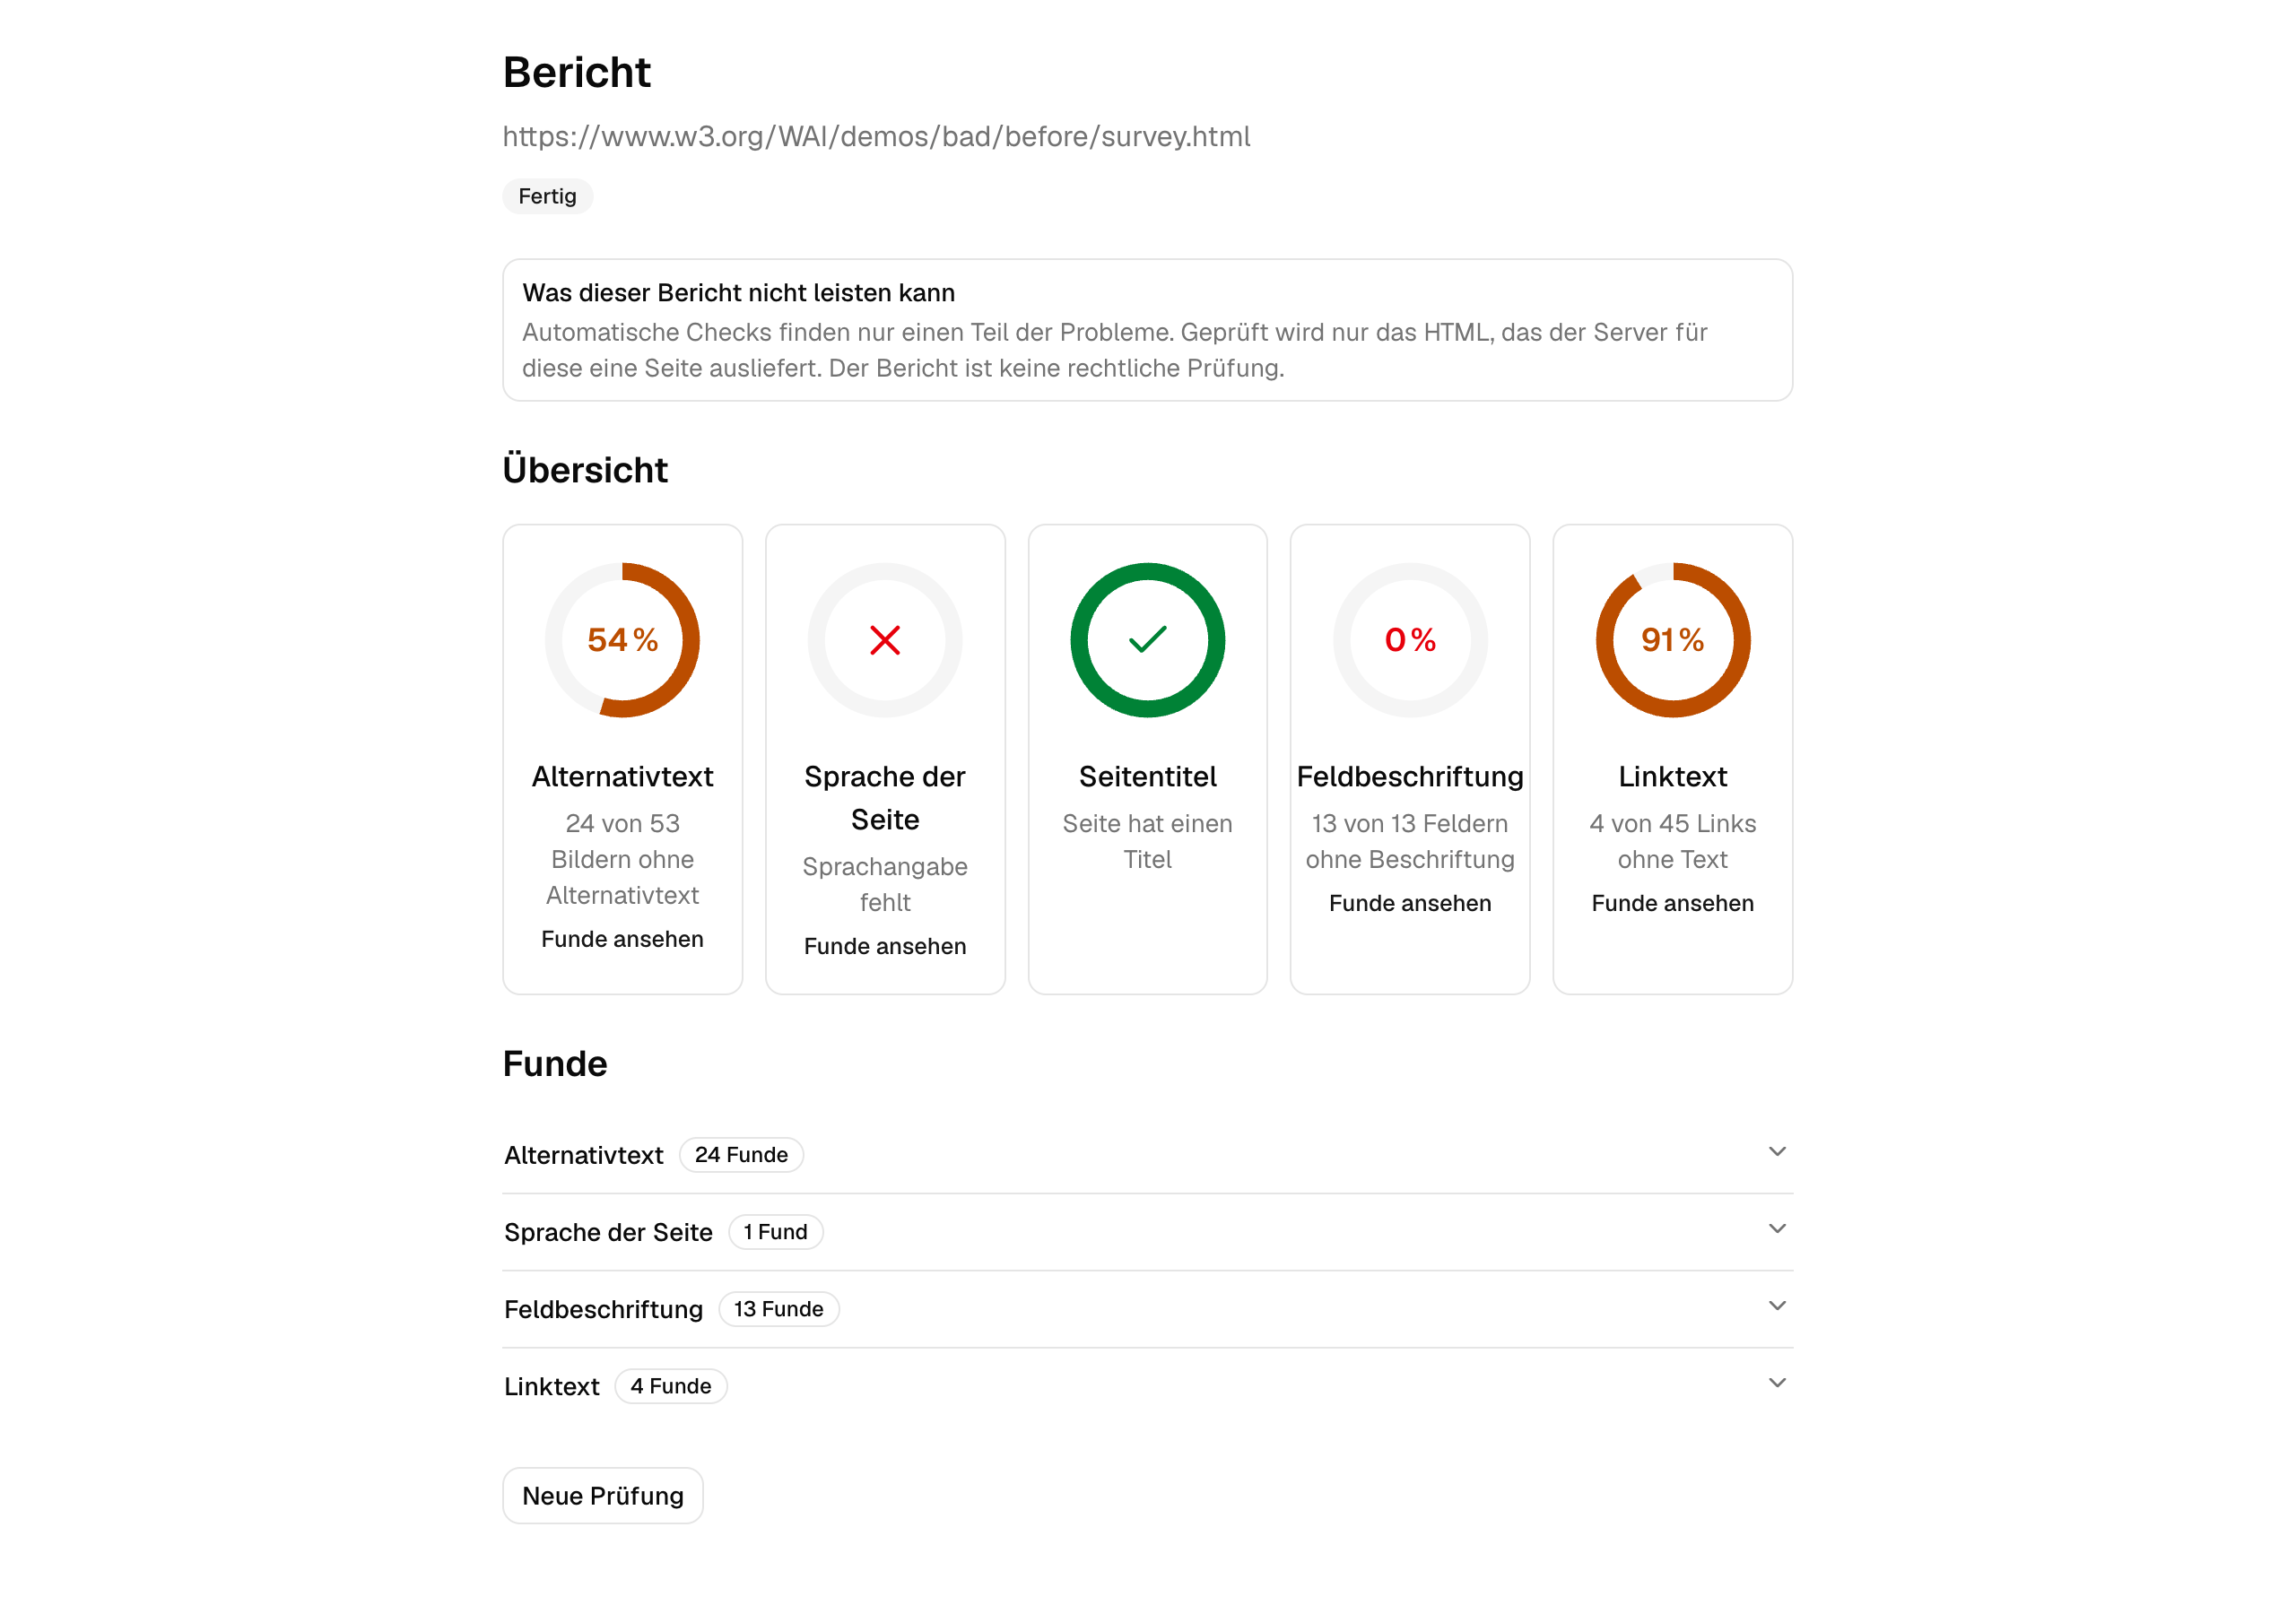 Bericht
https://www.w3.org/WAI/demos/bad/before/survey.html
Fertig
Was dieser Bericht nicht leisten kann
Automatische Checks finden nur einen Teil der Probleme. Geprüft wird nur das HTML, das der Server für
diese eine Seite ausliefert. Der Bericht ist keine rechtliche Prüfung.
Übersicht
54 %
Alternativtext
24 von 53
Bildern ohne
Alternativtext
Funde ansehen
Sprache der
Seite
Sprachangabe
fehlt
Funde ansehen
Seitentitel
Seite hat einen
Titel
0 %
Feldbeschriftung
13 von 13 Feldern
ohne Beschriftung
Funde ansehen
91 %
Linktext
4 von 45 Links
ohne Text
Funde ansehen
Funde
Alternativtext 24 Funde
Sprache der Seite 1 Fund
Feldbeschriftung 13 Funde
Linktext 4 Funde
Neue Prüfung